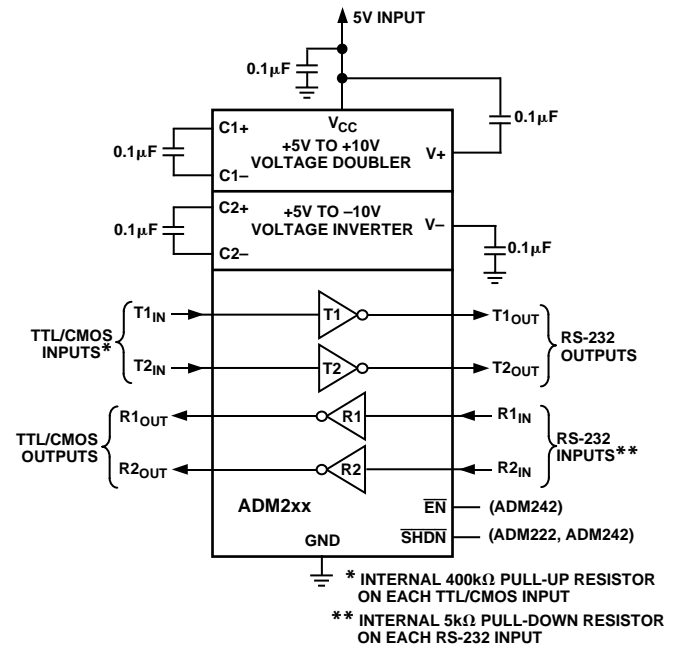 5V INPUT
0.1µF
0.1µF
C1+
VCC
+5V TO +10V
VOLTAGE DOUBLER
V+
0.1µF
C1–
C2+
+5V TO –10V
VOLTAGE INVERTER
V–
0.1µF
C2–
0.1µF
TTL/CMOS
INPUTS*
T1IN
T1
T1OUT
T2IN
T2
T2OUT
RS-232
OUTPUTS
TTL/CMOS
OUTPUTS
R1OUT
R1
R1IN
R2OUT
R2
R2IN
RS-232
INPUTS**
ADM2xx
EN
(ADM242)
SHDN
(ADM222, ADM242)
GND
* INTERNAL 400kΩ PULL-UP RESISTOR
ON EACH TTL/CMOS INPUT
** INTERNAL 5kΩ PULL-DOWN RESISTOR
ON EACH RS-232 INPUT